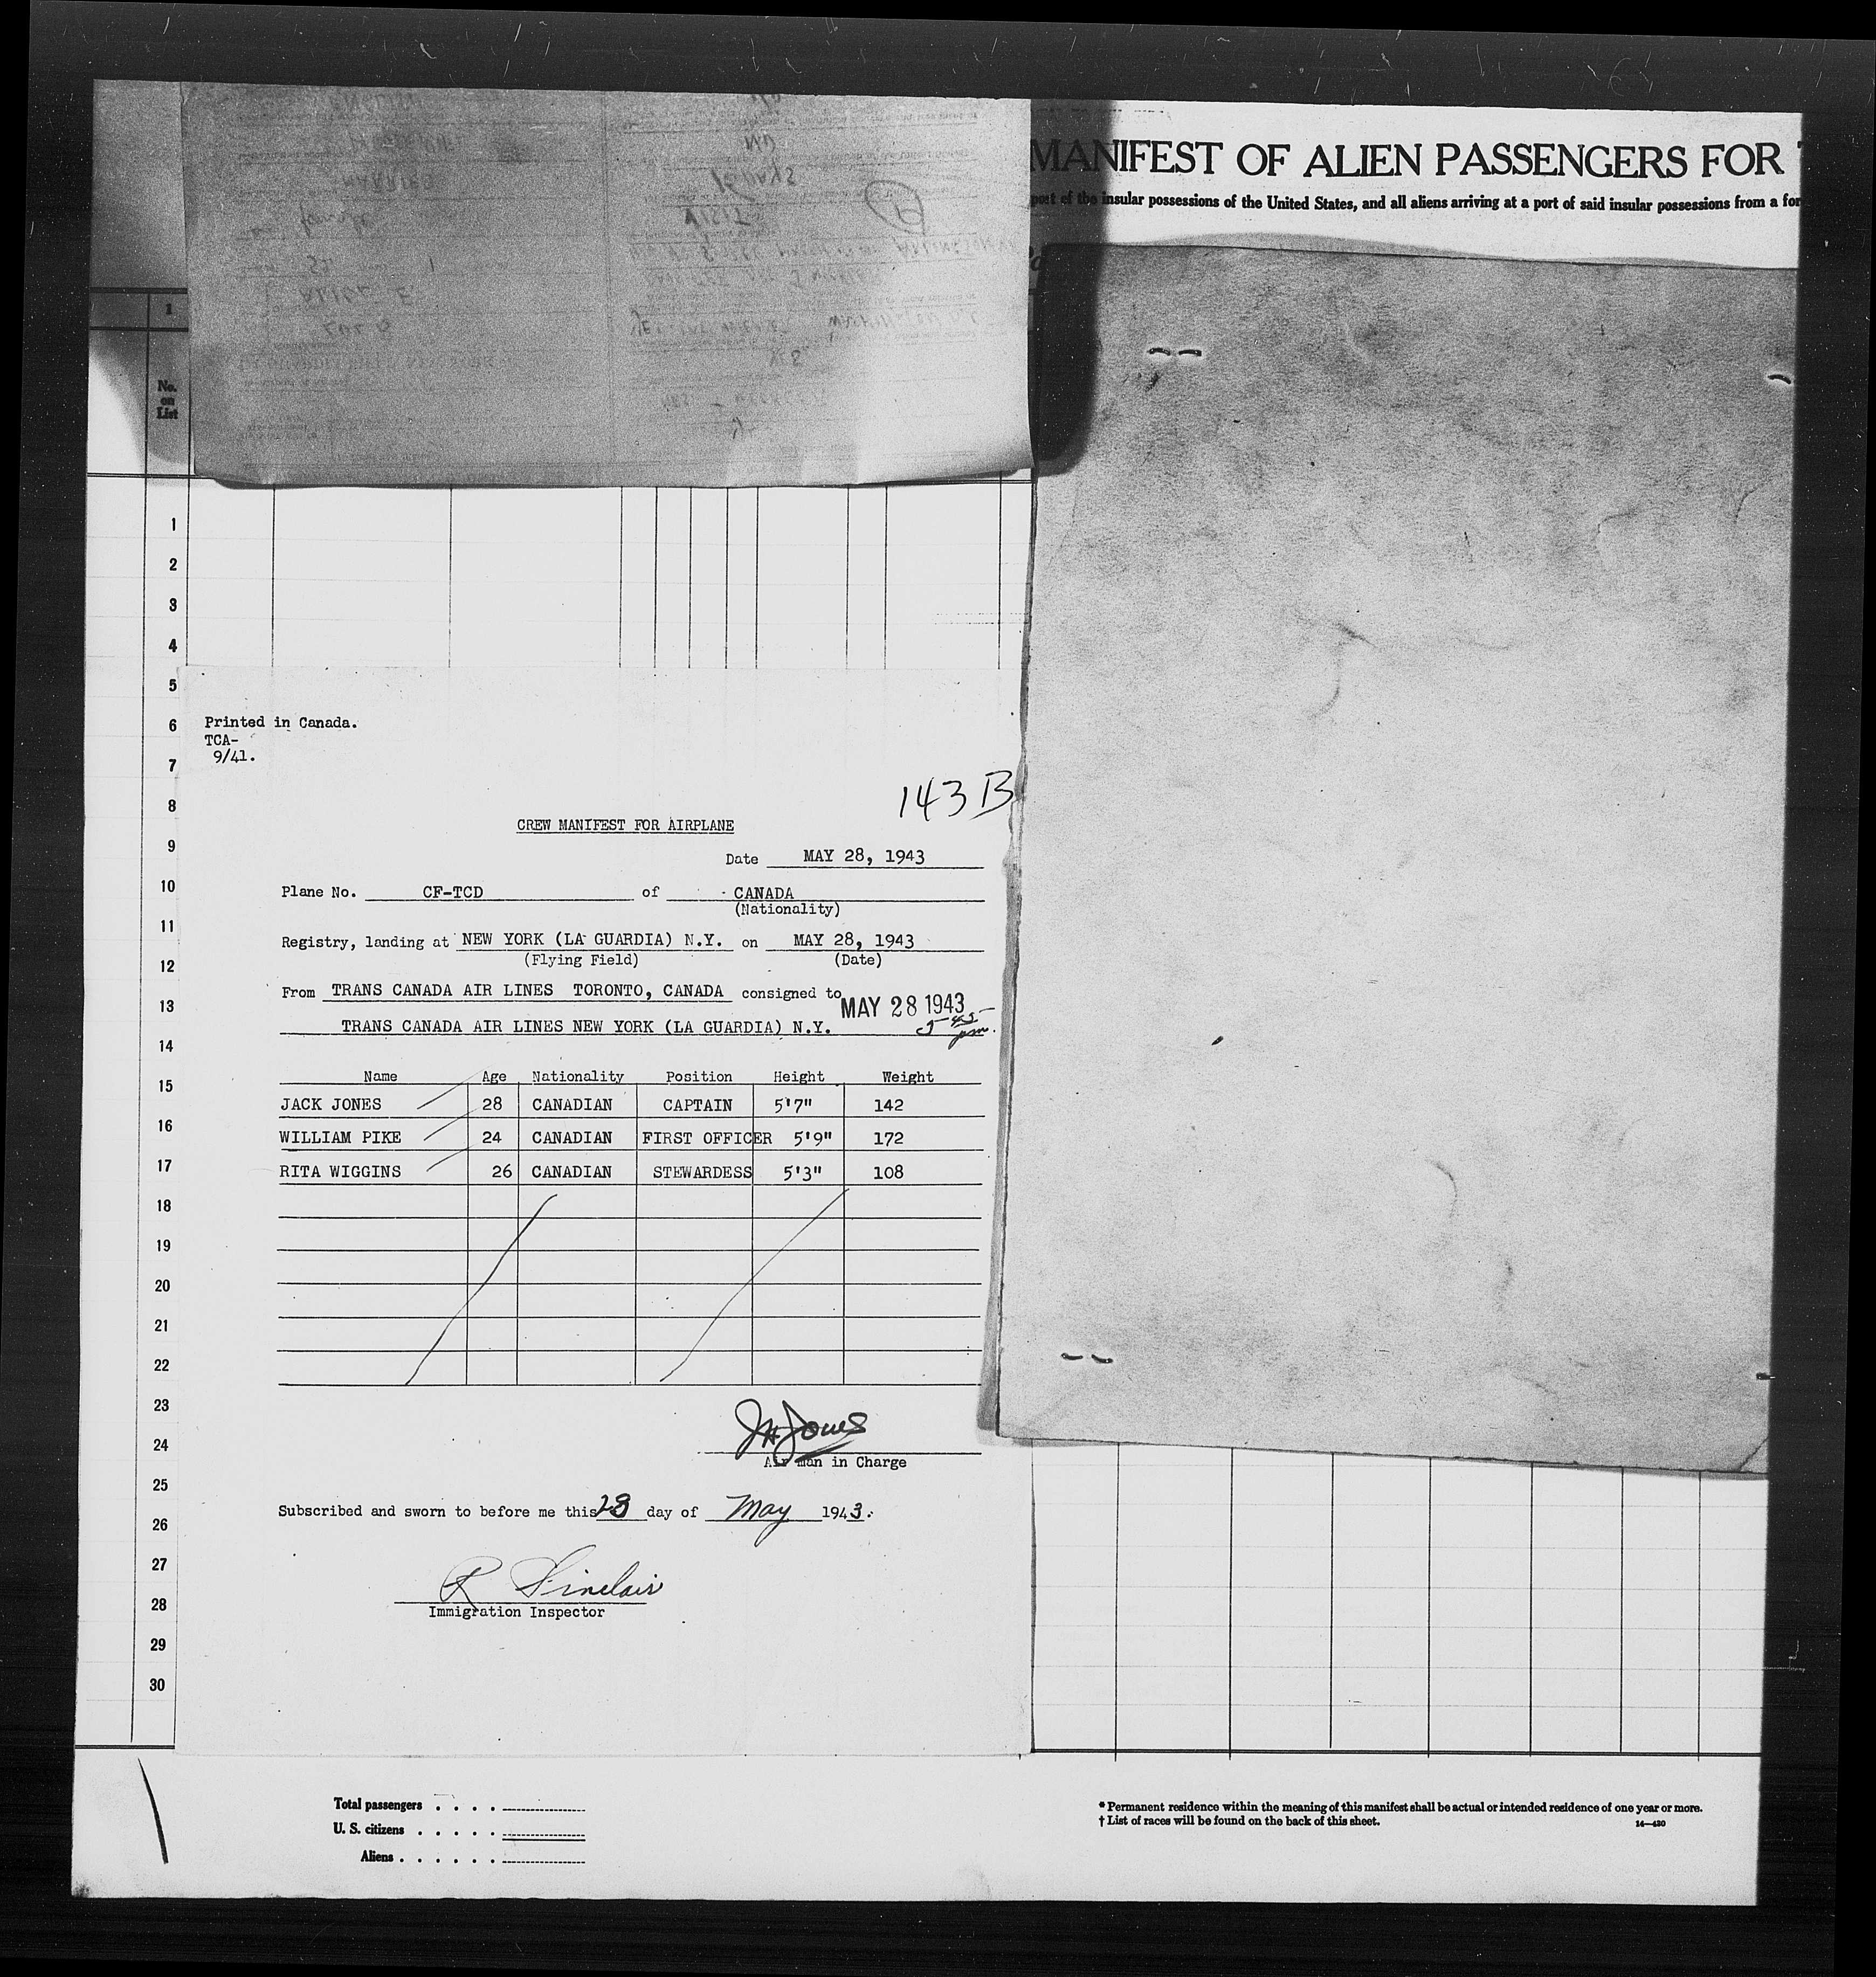 MANIFEST OF ALIEN PASSENGERS FOR
port of the insular possessions of the United States, and all aliens arriving at a port of said insular possessions from a for
1
No.
on
List
1
2
3
4
5
6
7
8
9
10
11
12
13
14
15
16
17
18
19
20
21
22
23
24
25
26
27
28
29
30
Printed in Canada.
TCA-
9/41.
143 B
CREW MANIFEST FOR AIRPLANE
Date MAY 28, 1943
Plane No. CF-TCD of CANADA
(Nationality)
Registry, landing at NEW YORK (LA GUARDIA) N.Y. on MAY 28, 1943
(Flying Field) (Date)
From TRANS CANADA AIR LINES TORONTO, CANADA consigned to
MAY 28 1943
TRANS CANADA AIR LINES NEW YORK (LA GUARDIA) N.Y. 5 45 pm.
Name Age Nationality Position Height Weight
JACK JONES 28 CANADIAN CAPTAIN 5'7" 142
WILLIAM PIKE 24 CANADIAN FIRST OFFICER 5'9" 172
RITA WIGGINS 26 CANADIAN STEWARDESS 5'3" 108
J.H. Jones
Air man in Charge
Subscribed and sworn to before me this 28 day of May 1943.
R Sinclair
Immigration Inspector
Total passengers . . . .
U. S. citizens . . . . .
Aliens . . . . . .
* Permanent residence within the meaning of this manifest shall be actual or intended residence of one year or more.
† List of races will be found on the back of this sheet.
14—430